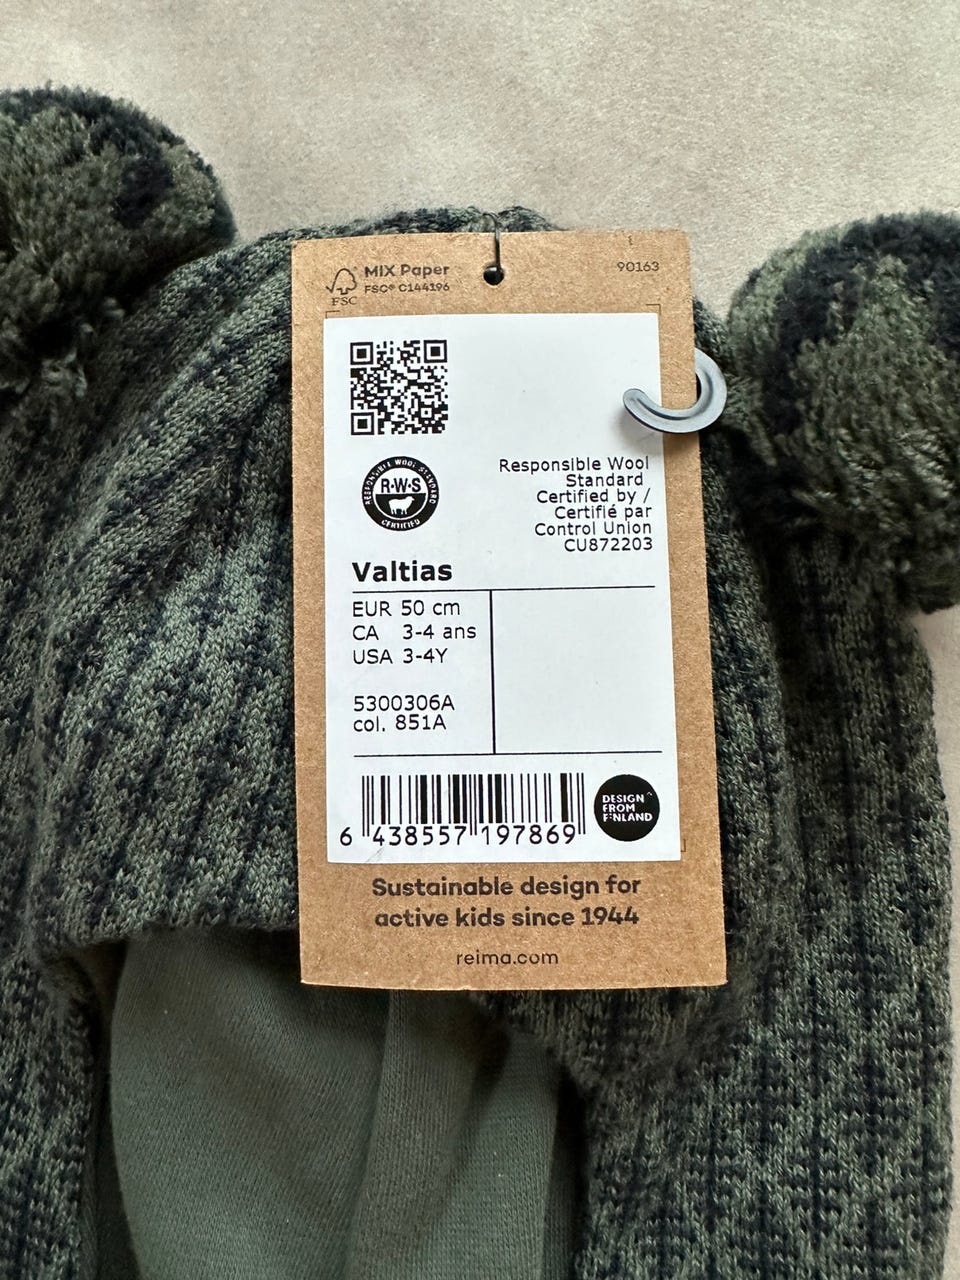 MIX Paper
FSC® C144196
FSC
90163
RESPONSIBLE WOOL STANDARD
R·W·S
CERTIFIED
Responsible Wool
Standard
Certified by /
Certifié par
Control Union
CU872203
Valtias
EUR 50 cm
CA 3-4 ans
USA 3-4Y
5300306A
col. 851A
6 438557 197869
DESIGN
FROM
FINLAND
Sustainable design for
active kids since 1944
reima.com